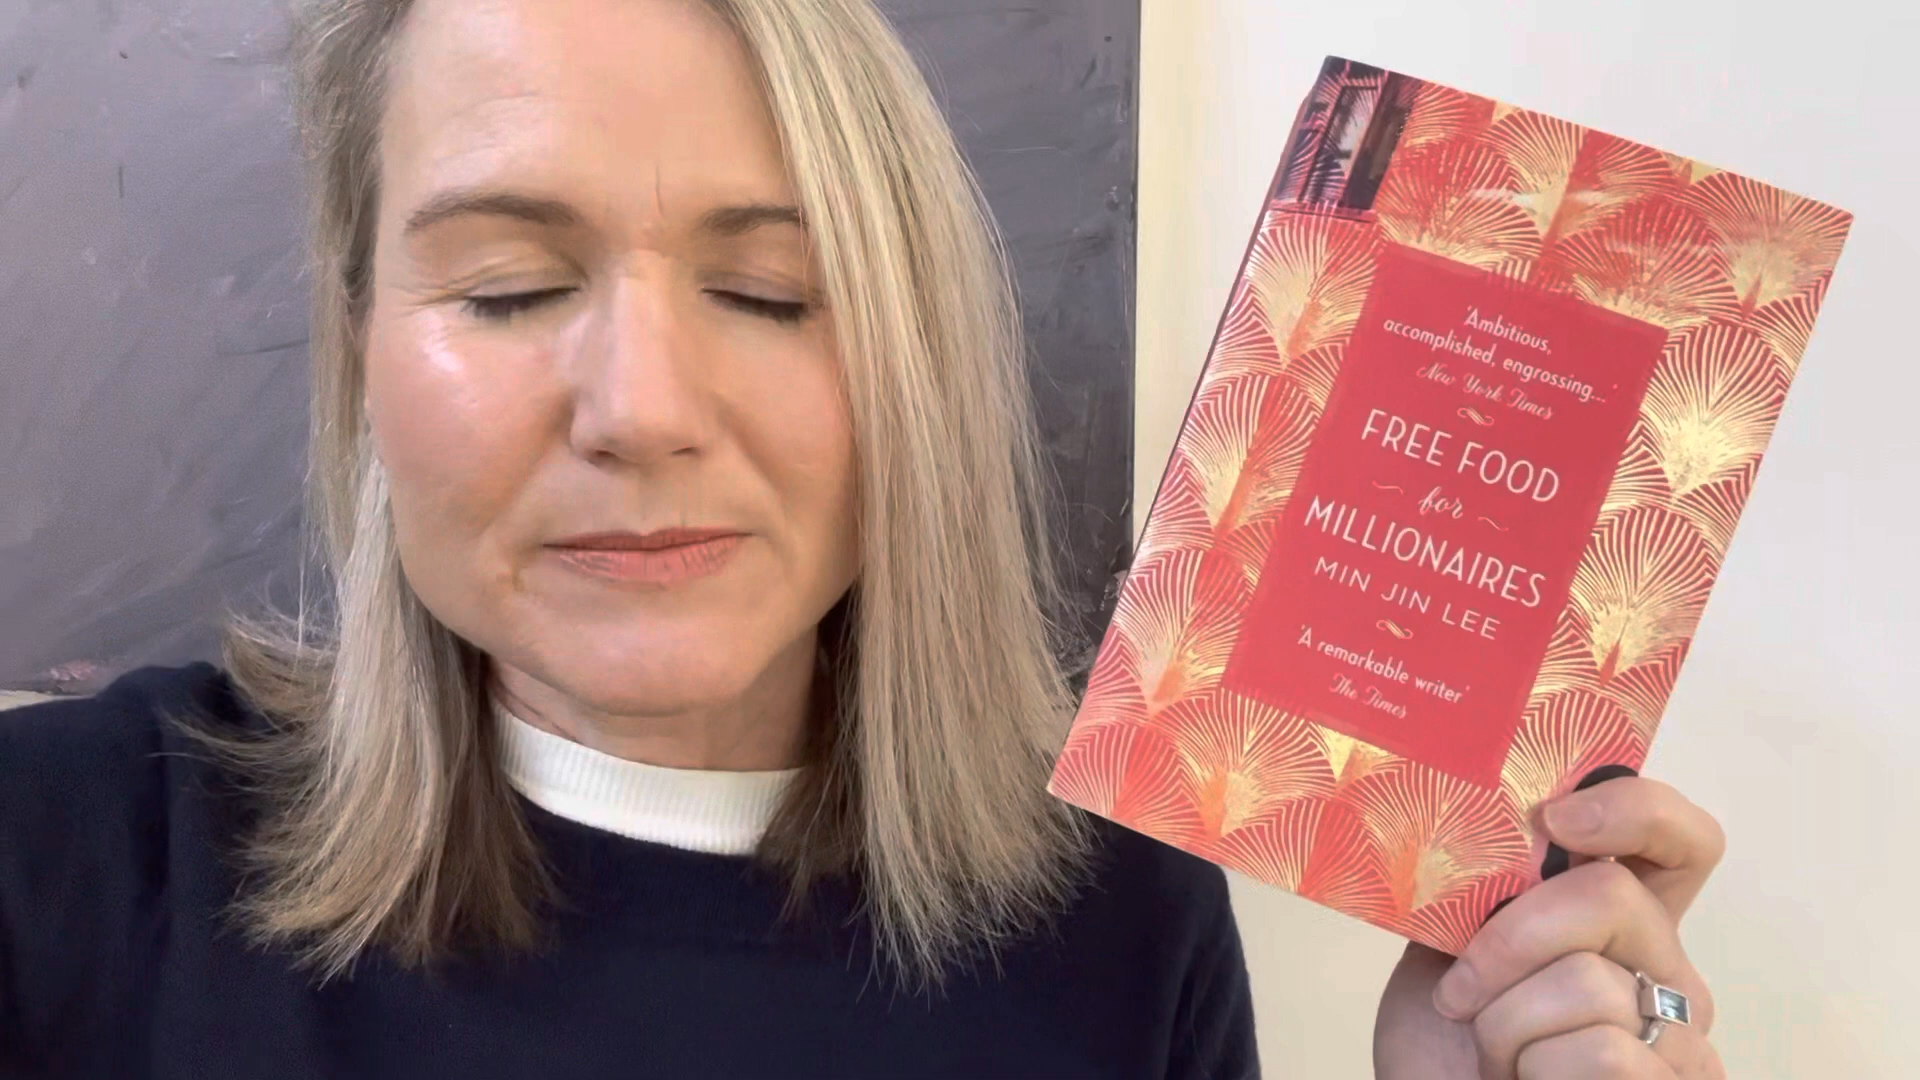 'Ambitious,
accomplished, engrossing...
New York Times
FREE FOOD
for
MILLIONAIRES
MIN JIN LEE
'A remarkable writer'
The Times